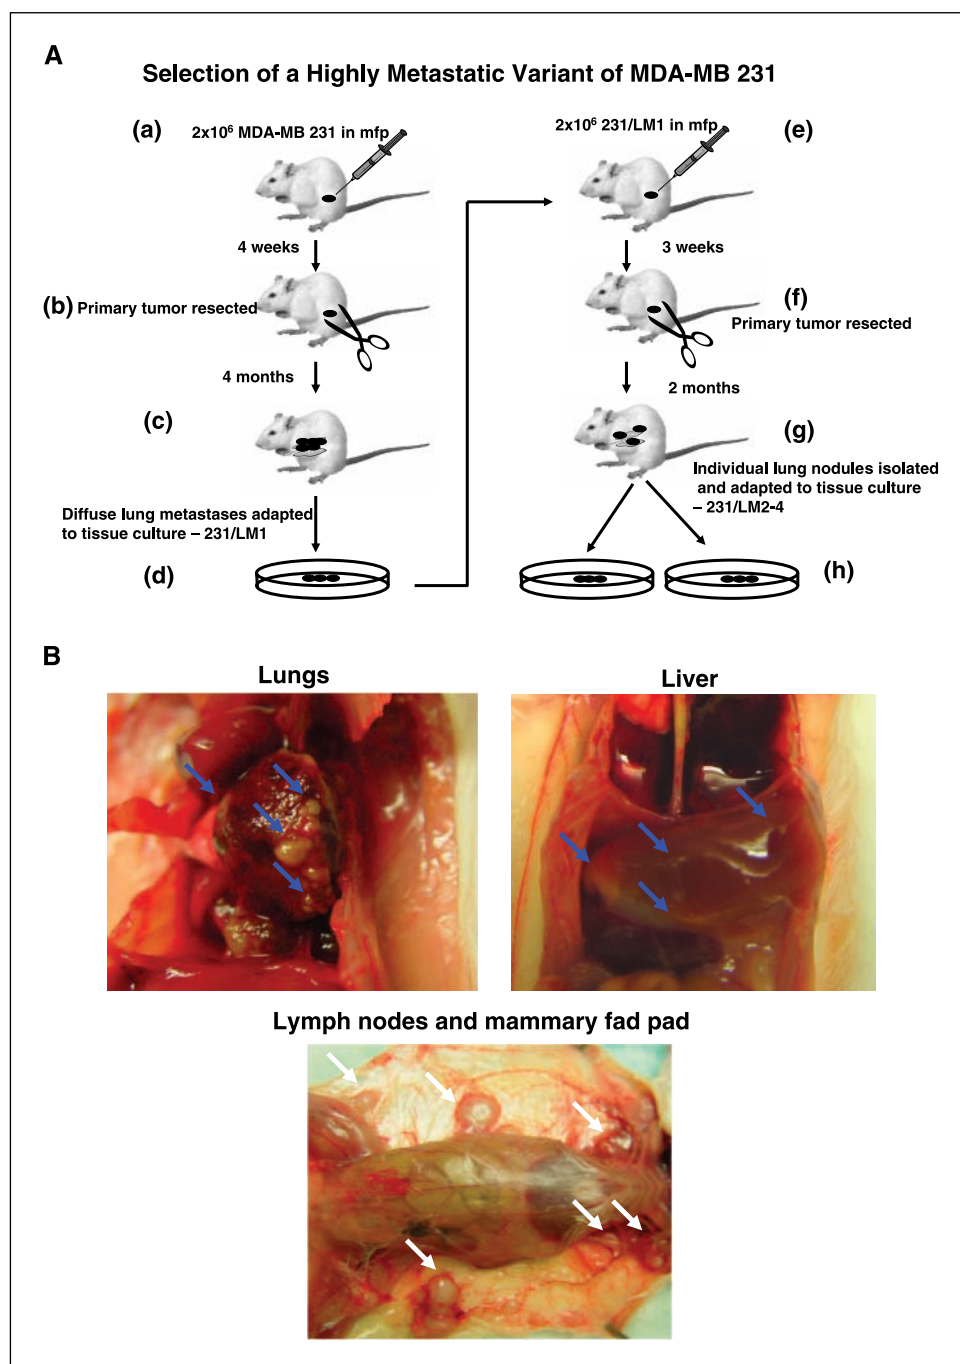 A
Selection of a Highly Metastatic Variant of MDA-MB 231
(a)
2x10⁶ MDA-MB 231 in mfp
4 weeks
(b) Primary tumor resected
4 months
(c)
Diffuse lung metastases adapted
to tissue culture – 231/LM1
(d)
2x10⁶ 231/LM1 in mfp
(e)
3 weeks
(f)
Primary tumor resected
2 months
(g)
Individual lung nodules isolated
and adapted to tissue culture
– 231/LM2-4
(h)
B
Lungs
Liver
Lymph nodes and mammary fad pad